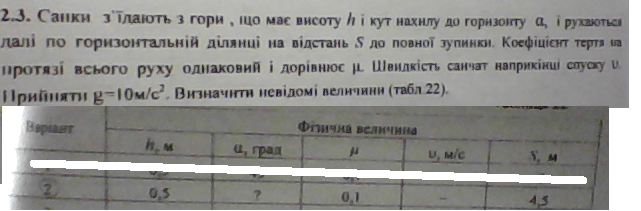 2.3. Санки з’їдають з гори , що має висоту h і кут нахилу до горизонту α, і рухаються
далі по горизонтальній ділянці на відстань S до повної зупинки. Коефіцієнт тертя на
протязі всього руху однаковий і дорівнює μ. Швидкість санчат наприкінці спуску υ.
Прийняти g=10м/с². Визначити невідомі величини (табл.22).
Варіант Фізична величина
h, м α, град μ υ, м/с S, м
2 0,5 ? 0,1 – 4,5